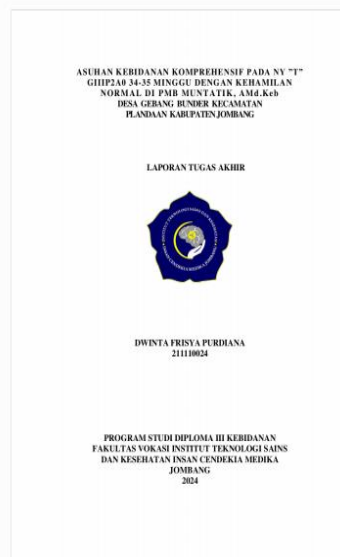 ASUHAN KEBIDANAN KOMPREHENSIF PADA NY "T"
GIIIP2A0 34-35 MINGGU DENGAN KEHAMILAN
NORMAL DI PMB MUNTATIK, AMd.Keb
DESA GEBANG BUNDER KECAMATAN
PLANDAAN KABUPATEN JOMBANG
LAPORAN TUGAS AKHIR
DWINTA FRISYA PURDIANA
211110024
PROGRAM STUDI DIPLOMA III KEBIDANAN
FAKULTAS VOKASI INSTITUT TEKNOLOGI SAINS
DAN KESEHATAN INSAN CENDEKIA MEDIKA
JOMBANG
2024